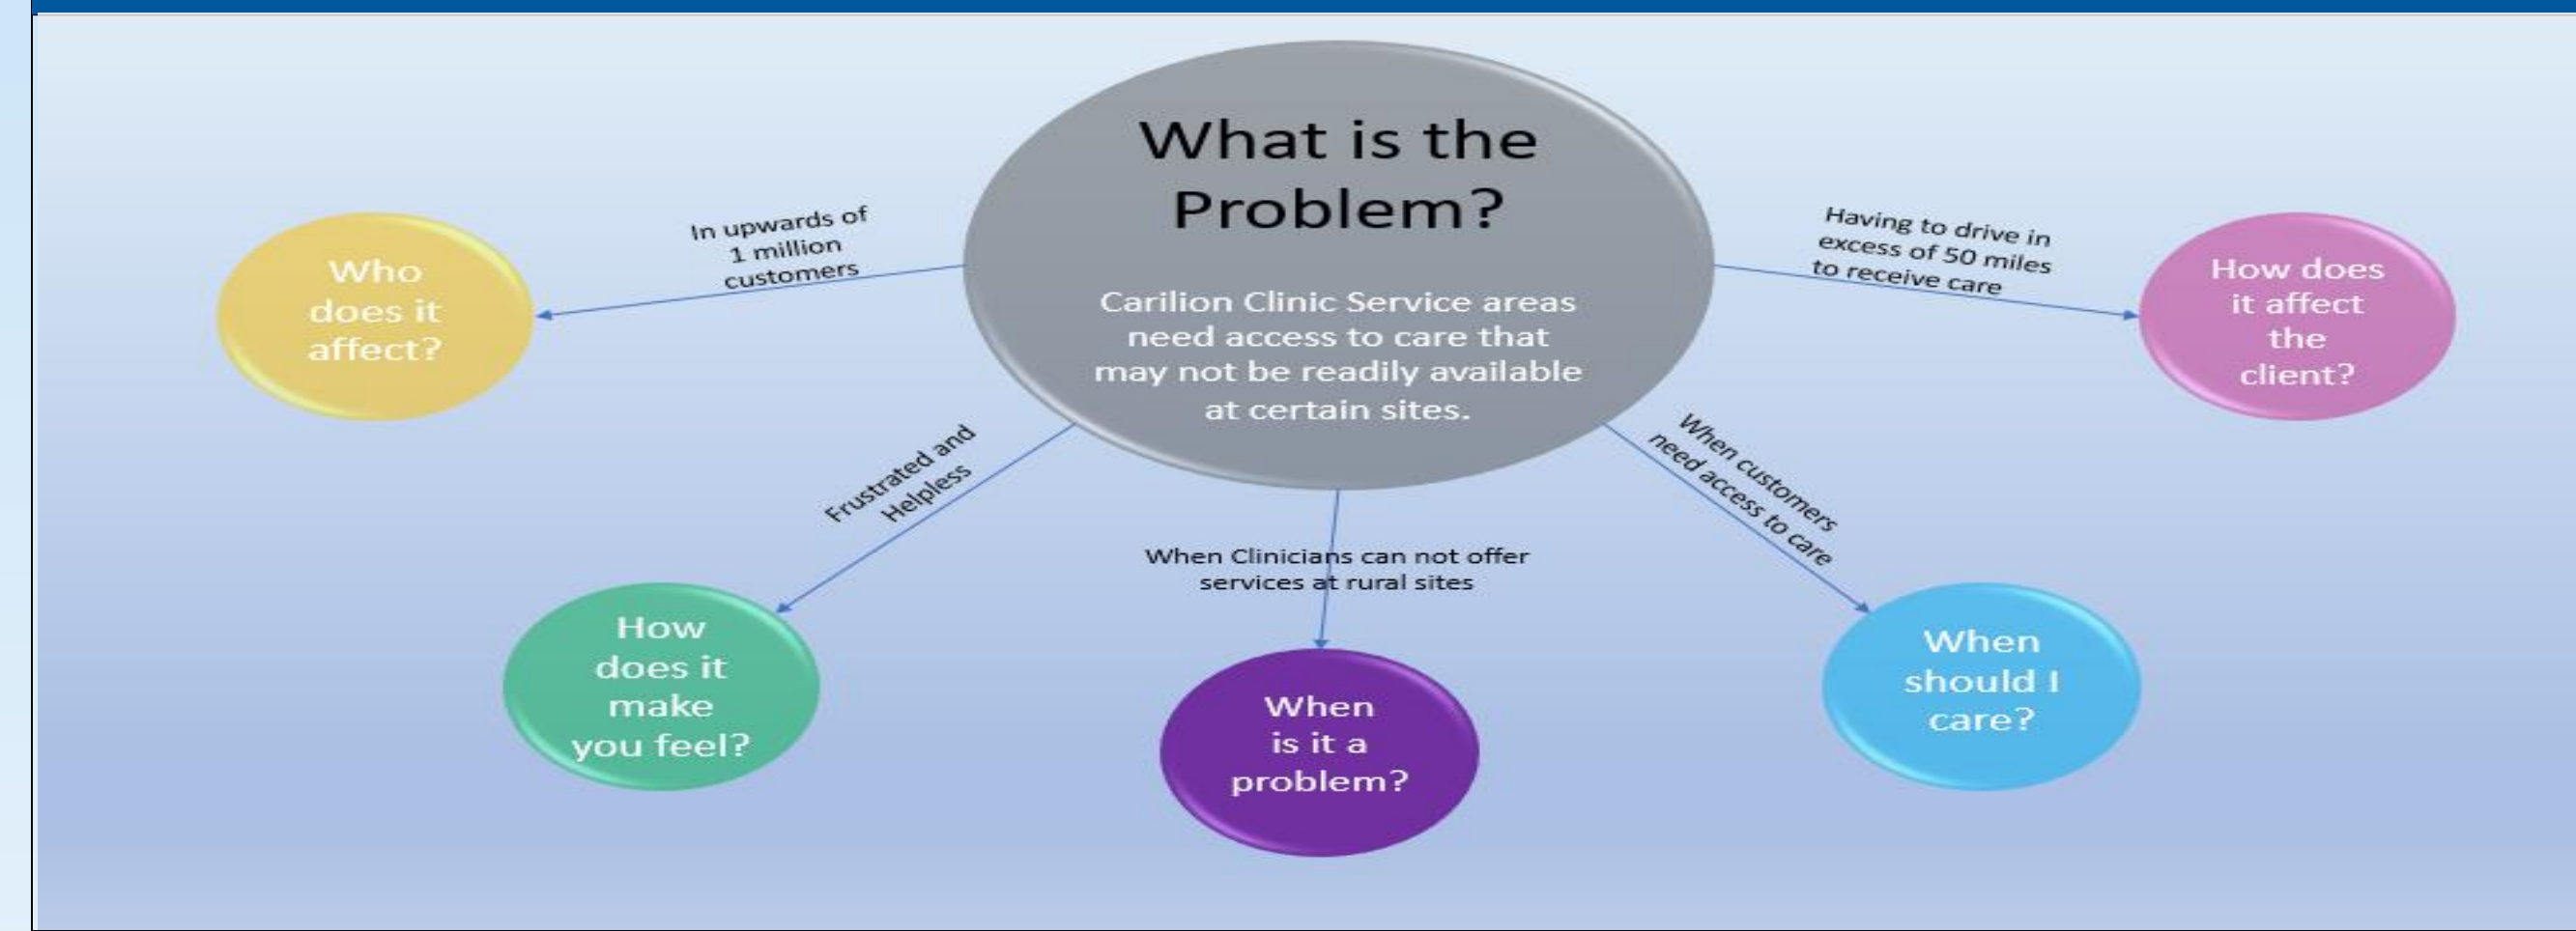 What is the
Problem?
Carilion Clinic Service areas
need access to care that
may not be readily available
at certain sites.
In upwards of
1 million
customers
Who
does it
affect?
Having to drive in
excess of 50 miles
to receive care
How does
it affect
the
client?
Frustrated and
Helpless
How
does it
make
you feel?
When Clinicians can not offer
services at rural sites
When
is it a
problem?
When customers
need access to care
When
should I
care?